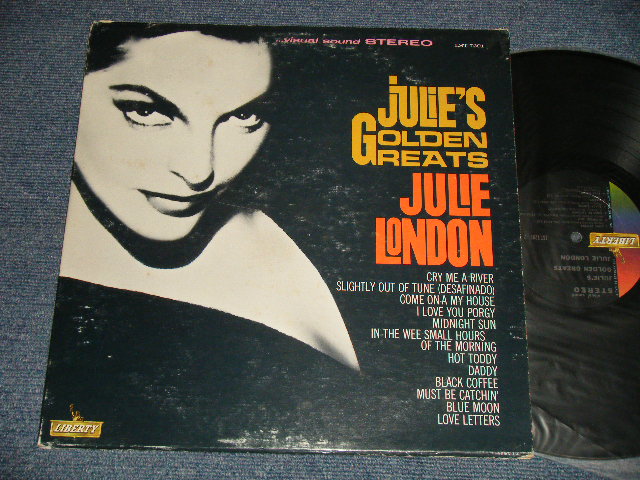 visual sound STEREO
JULIE'S
GOLDEN
GREATS
JULIE
LONDON
CRY ME A RIVER
SLIGHTLY OUT OF TUNE (DESAFINADO)
COME ON-A MY HOUSE
I LOVE YOU PORGY
MIDNIGHT SUN
IN THE WEE SMALL HOURS
OF THE MORNING
HOT TODDY
DADDY
BLACK COFFEE
MUST BE CATCHIN'
BLUE MOON
LOVE LETTERS
LIBERTY
LIBERTY
STEREO
JULIE'S
GOLDEN GREATS
JULIE LONDON